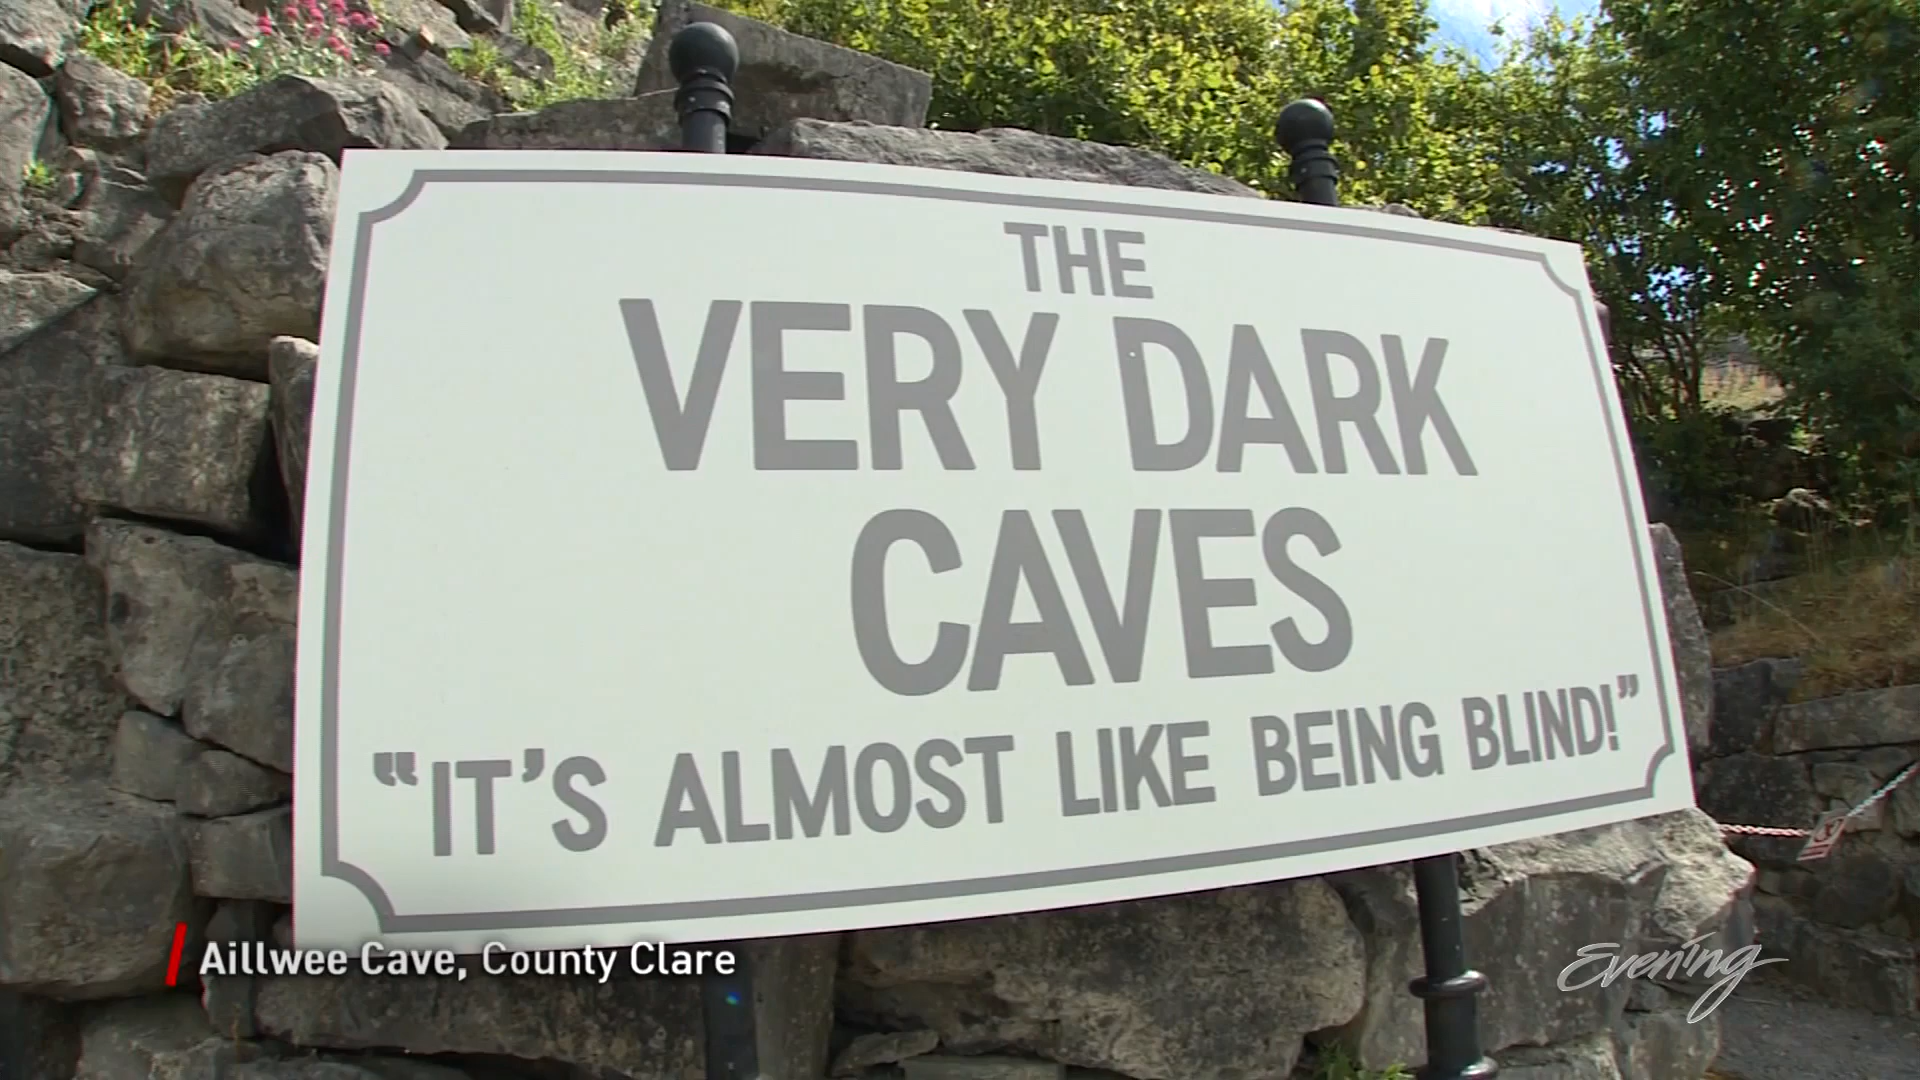 THE
VERY DARK
CAVES
“IT’S ALMOST LIKE BEING BLIND!”
Aillwee Cave, County Clare
Evening